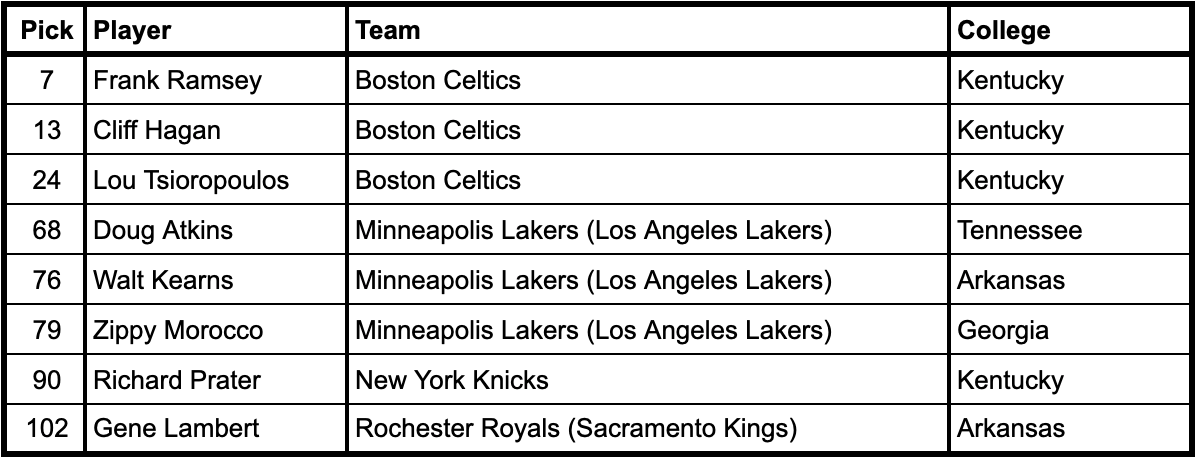 Pick Player Team College
7 Frank Ramsey Boston Celtics Kentucky
13 Cliff Hagan Boston Celtics Kentucky
24 Lou Tsioropoulos Boston Celtics Kentucky
68 Doug Atkins Minneapolis Lakers (Los Angeles Lakers) Tennessee
76 Walt Kearns Minneapolis Lakers (Los Angeles Lakers) Arkansas
79 Zippy Morocco Minneapolis Lakers (Los Angeles Lakers) Georgia
90 Richard Prater New York Knicks Kentucky
102 Gene Lambert Rochester Royals (Sacramento Kings) Arkansas